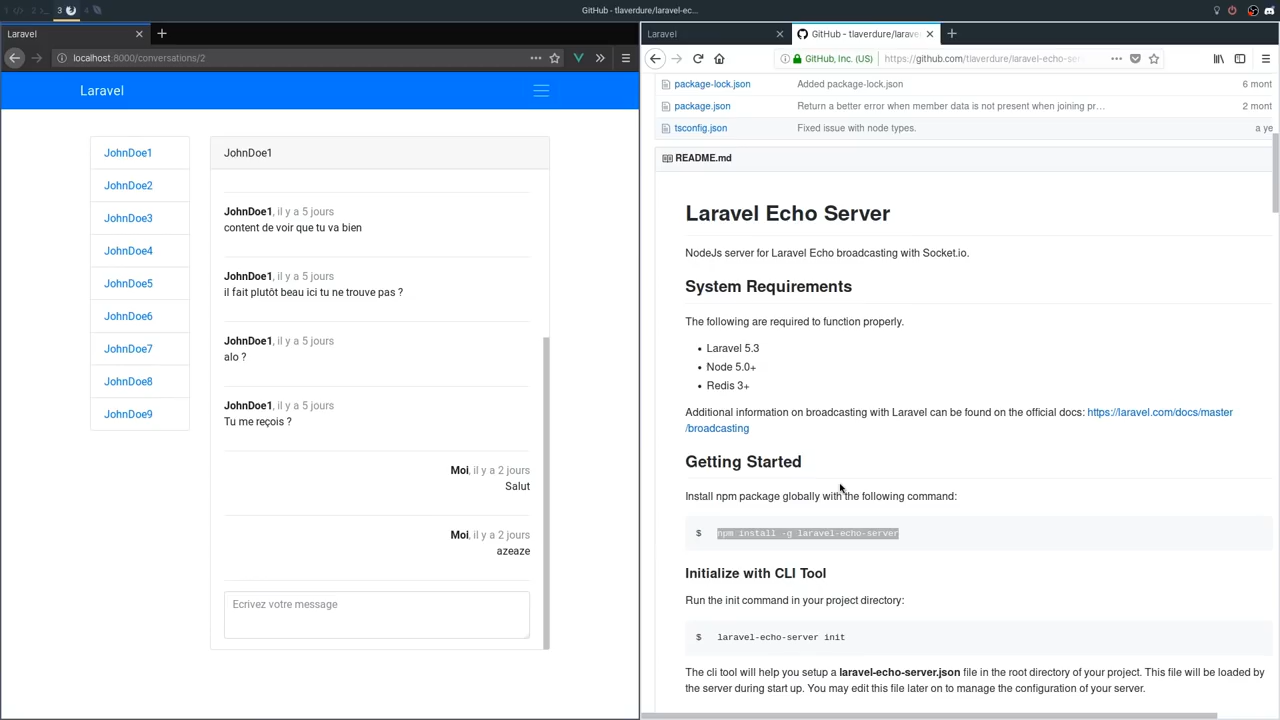 1 </>
2 >_
3
4
GitHub - tlaverdure/laravel-ec...
Laravel
localhost:8000/conversations/2
Laravel
JohnDoe1
JohnDoe2
JohnDoe3
JohnDoe4
JohnDoe5
JohnDoe6
JohnDoe7
JohnDoe8
JohnDoe9
JohnDoe1
JohnDoe1, il y a 5 jours
content de voir que tu va bien
JohnDoe1, il y a 5 jours
il fait plutôt beau ici tu ne trouve pas ?
JohnDoe1, il y a 5 jours
alo ?
JohnDoe1, il y a 5 jours
Tu me reçois ?
Moi, il y a 2 jours
Salut
Moi, il y a 2 jours
azeaze
Ecrivez votre message
Laravel
GitHub - tlaverdure/larave
GitHub, Inc. (US)
https://github.com/tlaverdure/laravel-echo-ser
package-lock.json Added package-lock.json 6 mont
package.json Return a better error when member data is not present when joining pr… 2 mont
tsconfig.json Fixed issue with node types. a ye
README.md
Laravel Echo Server
NodeJs server for Laravel Echo broadcasting with Socket.io.
System Requirements
The following are required to function properly.
• Laravel 5.3
• Node 5.0+
• Redis 3+
Additional information on broadcasting with Laravel can be found on the official docs: https://laravel.com/docs/master
/broadcasting
Getting Started
Install npm package globally with the following command:
$ npm install -g laravel-echo-server
Initialize with CLI Tool
Run the init command in your project directory:
$ laravel-echo-server init
The cli tool will help you setup a laravel-echo-server.json file in the root directory of your project. This file will be loaded by
the server during start up. You may edit this file later on to manage the configuration of your server.